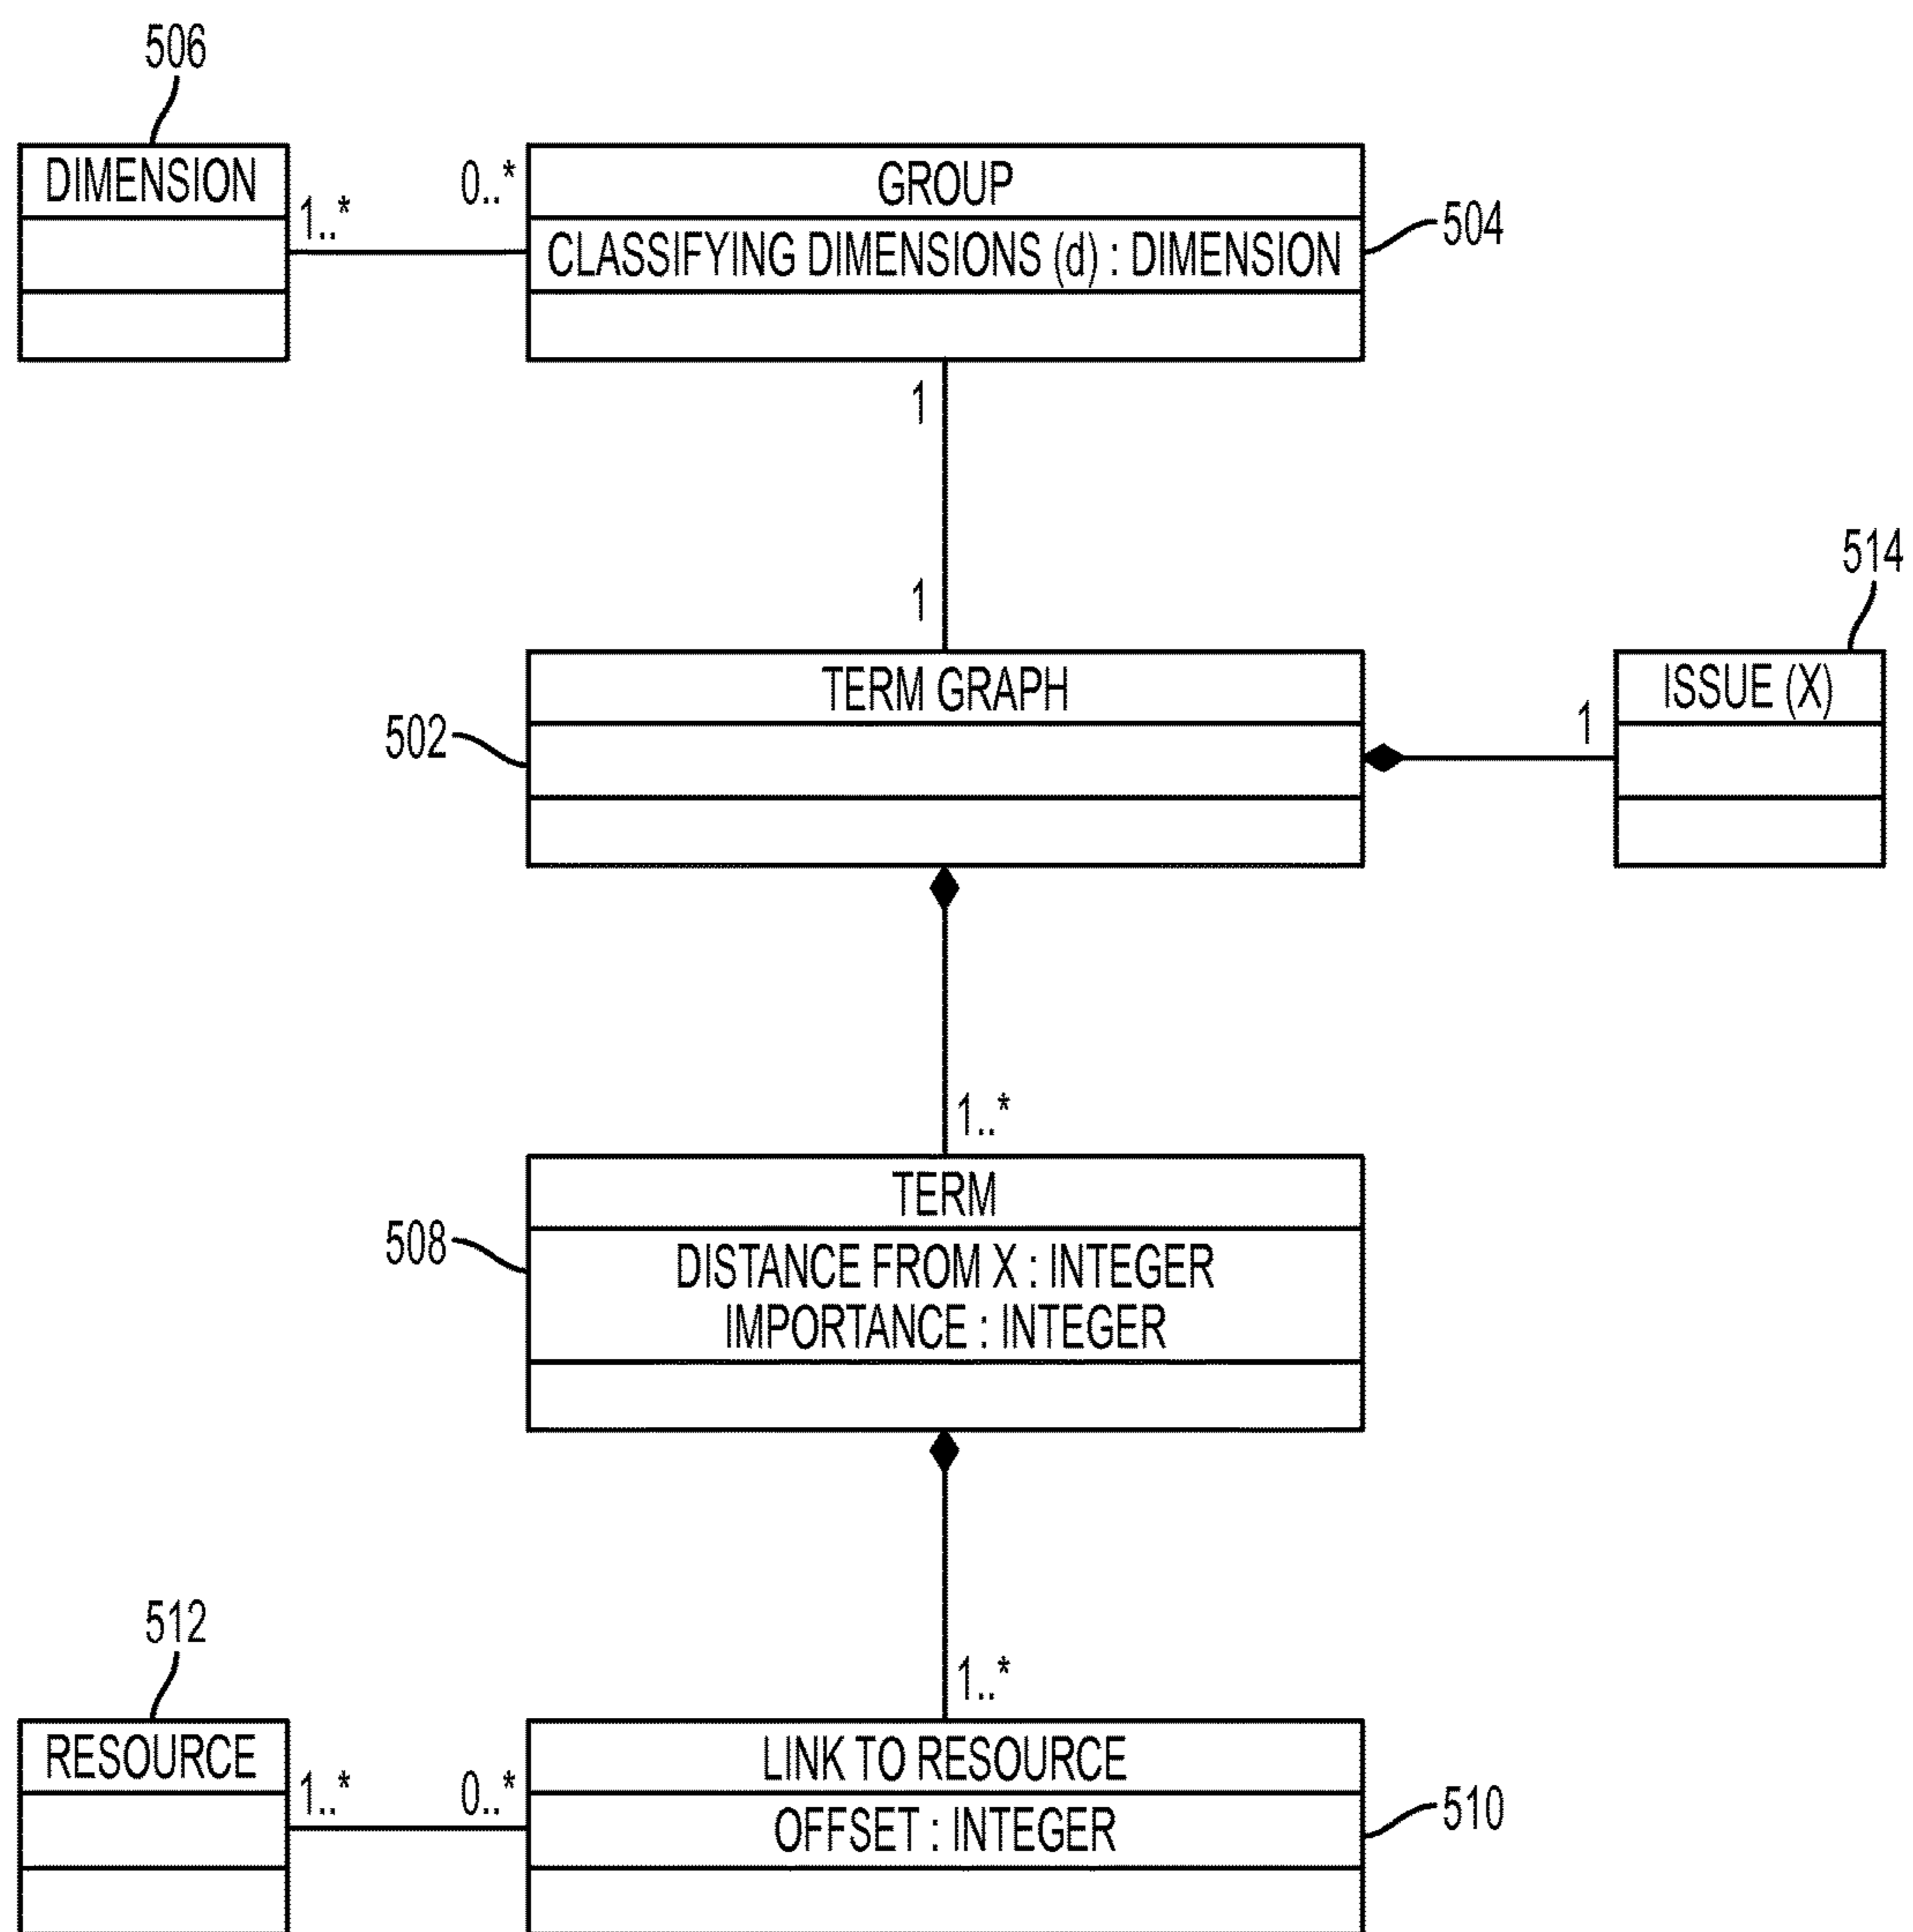 506
DIMENSION
1..*
0..*
GROUP
CLASSIFYING DIMENSIONS (d) : DIMENSION
504
1
1
514
TERM GRAPH
502
1
ISSUE (X)
1..*
TERM
508
DISTANCE FROM X : INTEGER
IMPORTANCE : INTEGER
512
1..*
RESOURCE
1..*
0..*
LINK TO RESOURCE
OFFSET : INTEGER
510